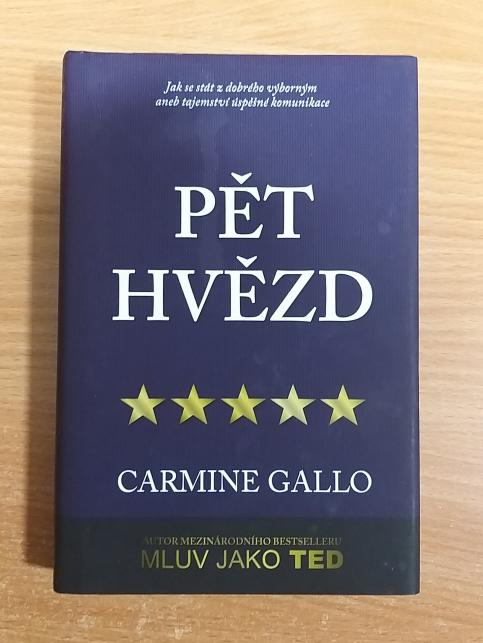 Jak se stát z dobrého výborným
aneb tajemství úspěšné komunikace
PĚT
HVĚZD
CARMINE GALLO
AUTOR MEZINÁRODNÍHO BESTSELLERU
MLUV JAKO TED